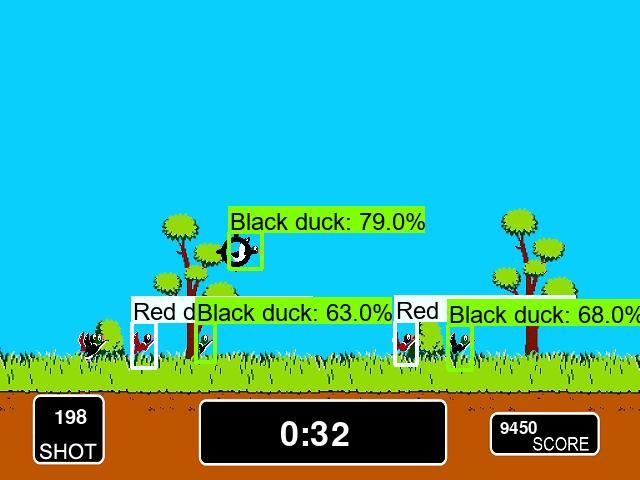 Black duck: 79.0%
Red d
Black duck: 63.0%
Red
Black duck: 68.0%
198
SHOT
0:32
9450
SCORE